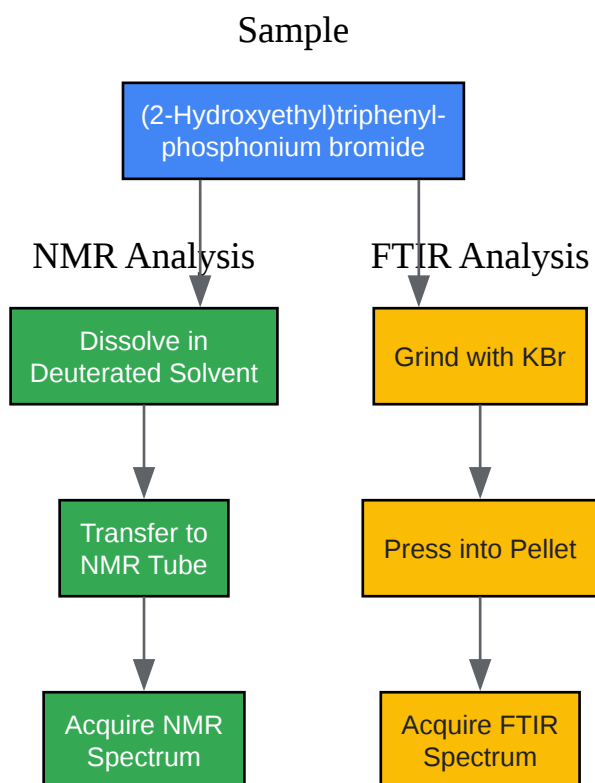 Sample
(2-Hydroxyethyl)triphenyl-
phosphonium bromide
NMR Analysis
FTIR Analysis
Dissolve in
Deuterated Solvent
Grind with KBr
Transfer to
NMR Tube
Press into Pellet
Acquire NMR
Spectrum
Acquire FTIR
Spectrum